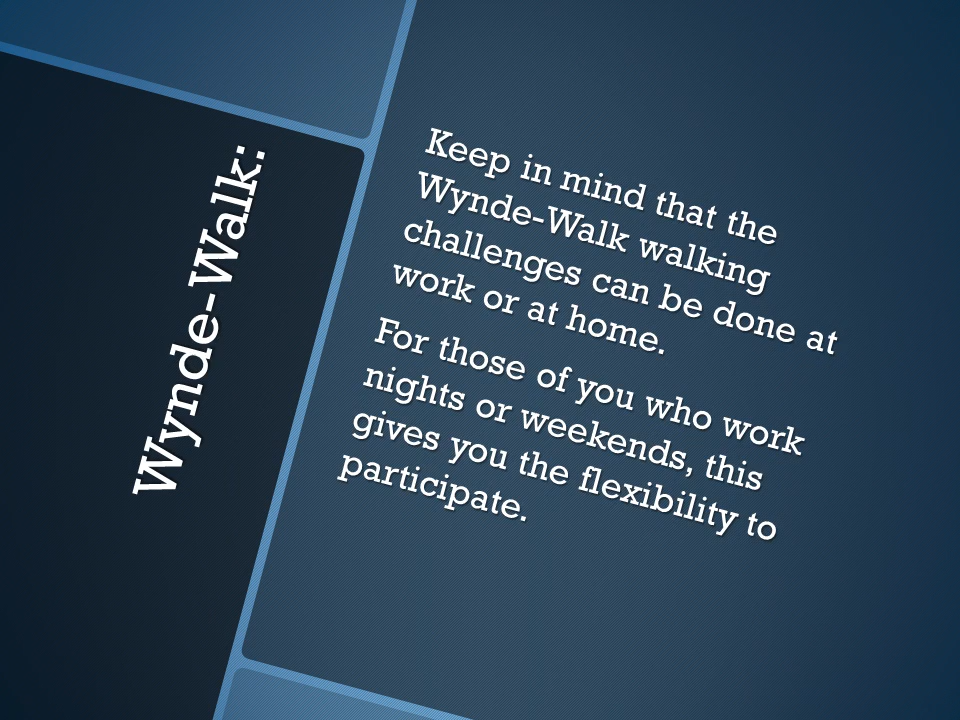 Wynde-Walk:
Keep in mind that the
Wynde-Walk walking
challenges can be done at
work or at home.
For those of you who work
nights or weekends, this
gives you the flexibility to
participate.